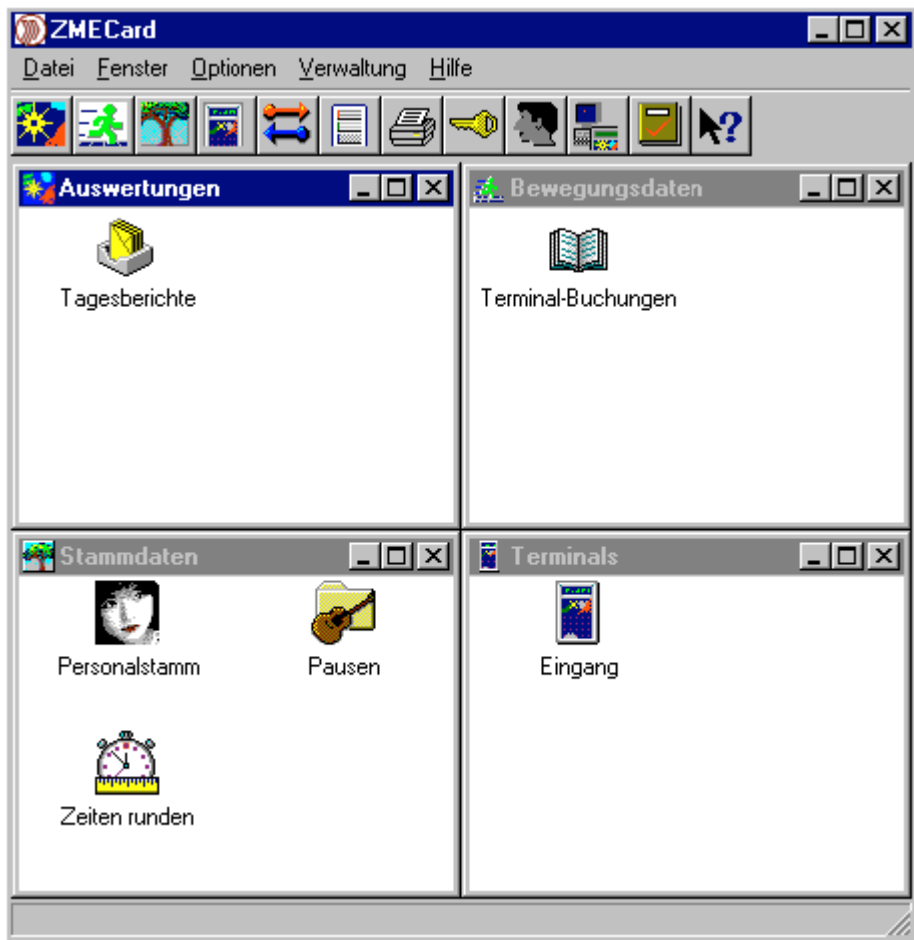 ZMECard
Datei Fenster Optionen Verwaltung Hilfe
Auswertungen
Bewegungsdaten
Tagesberichte
Terminal-Buchungen
Stammdaten
Terminals
Personalstamm
Pausen
Eingang
Zeiten runden